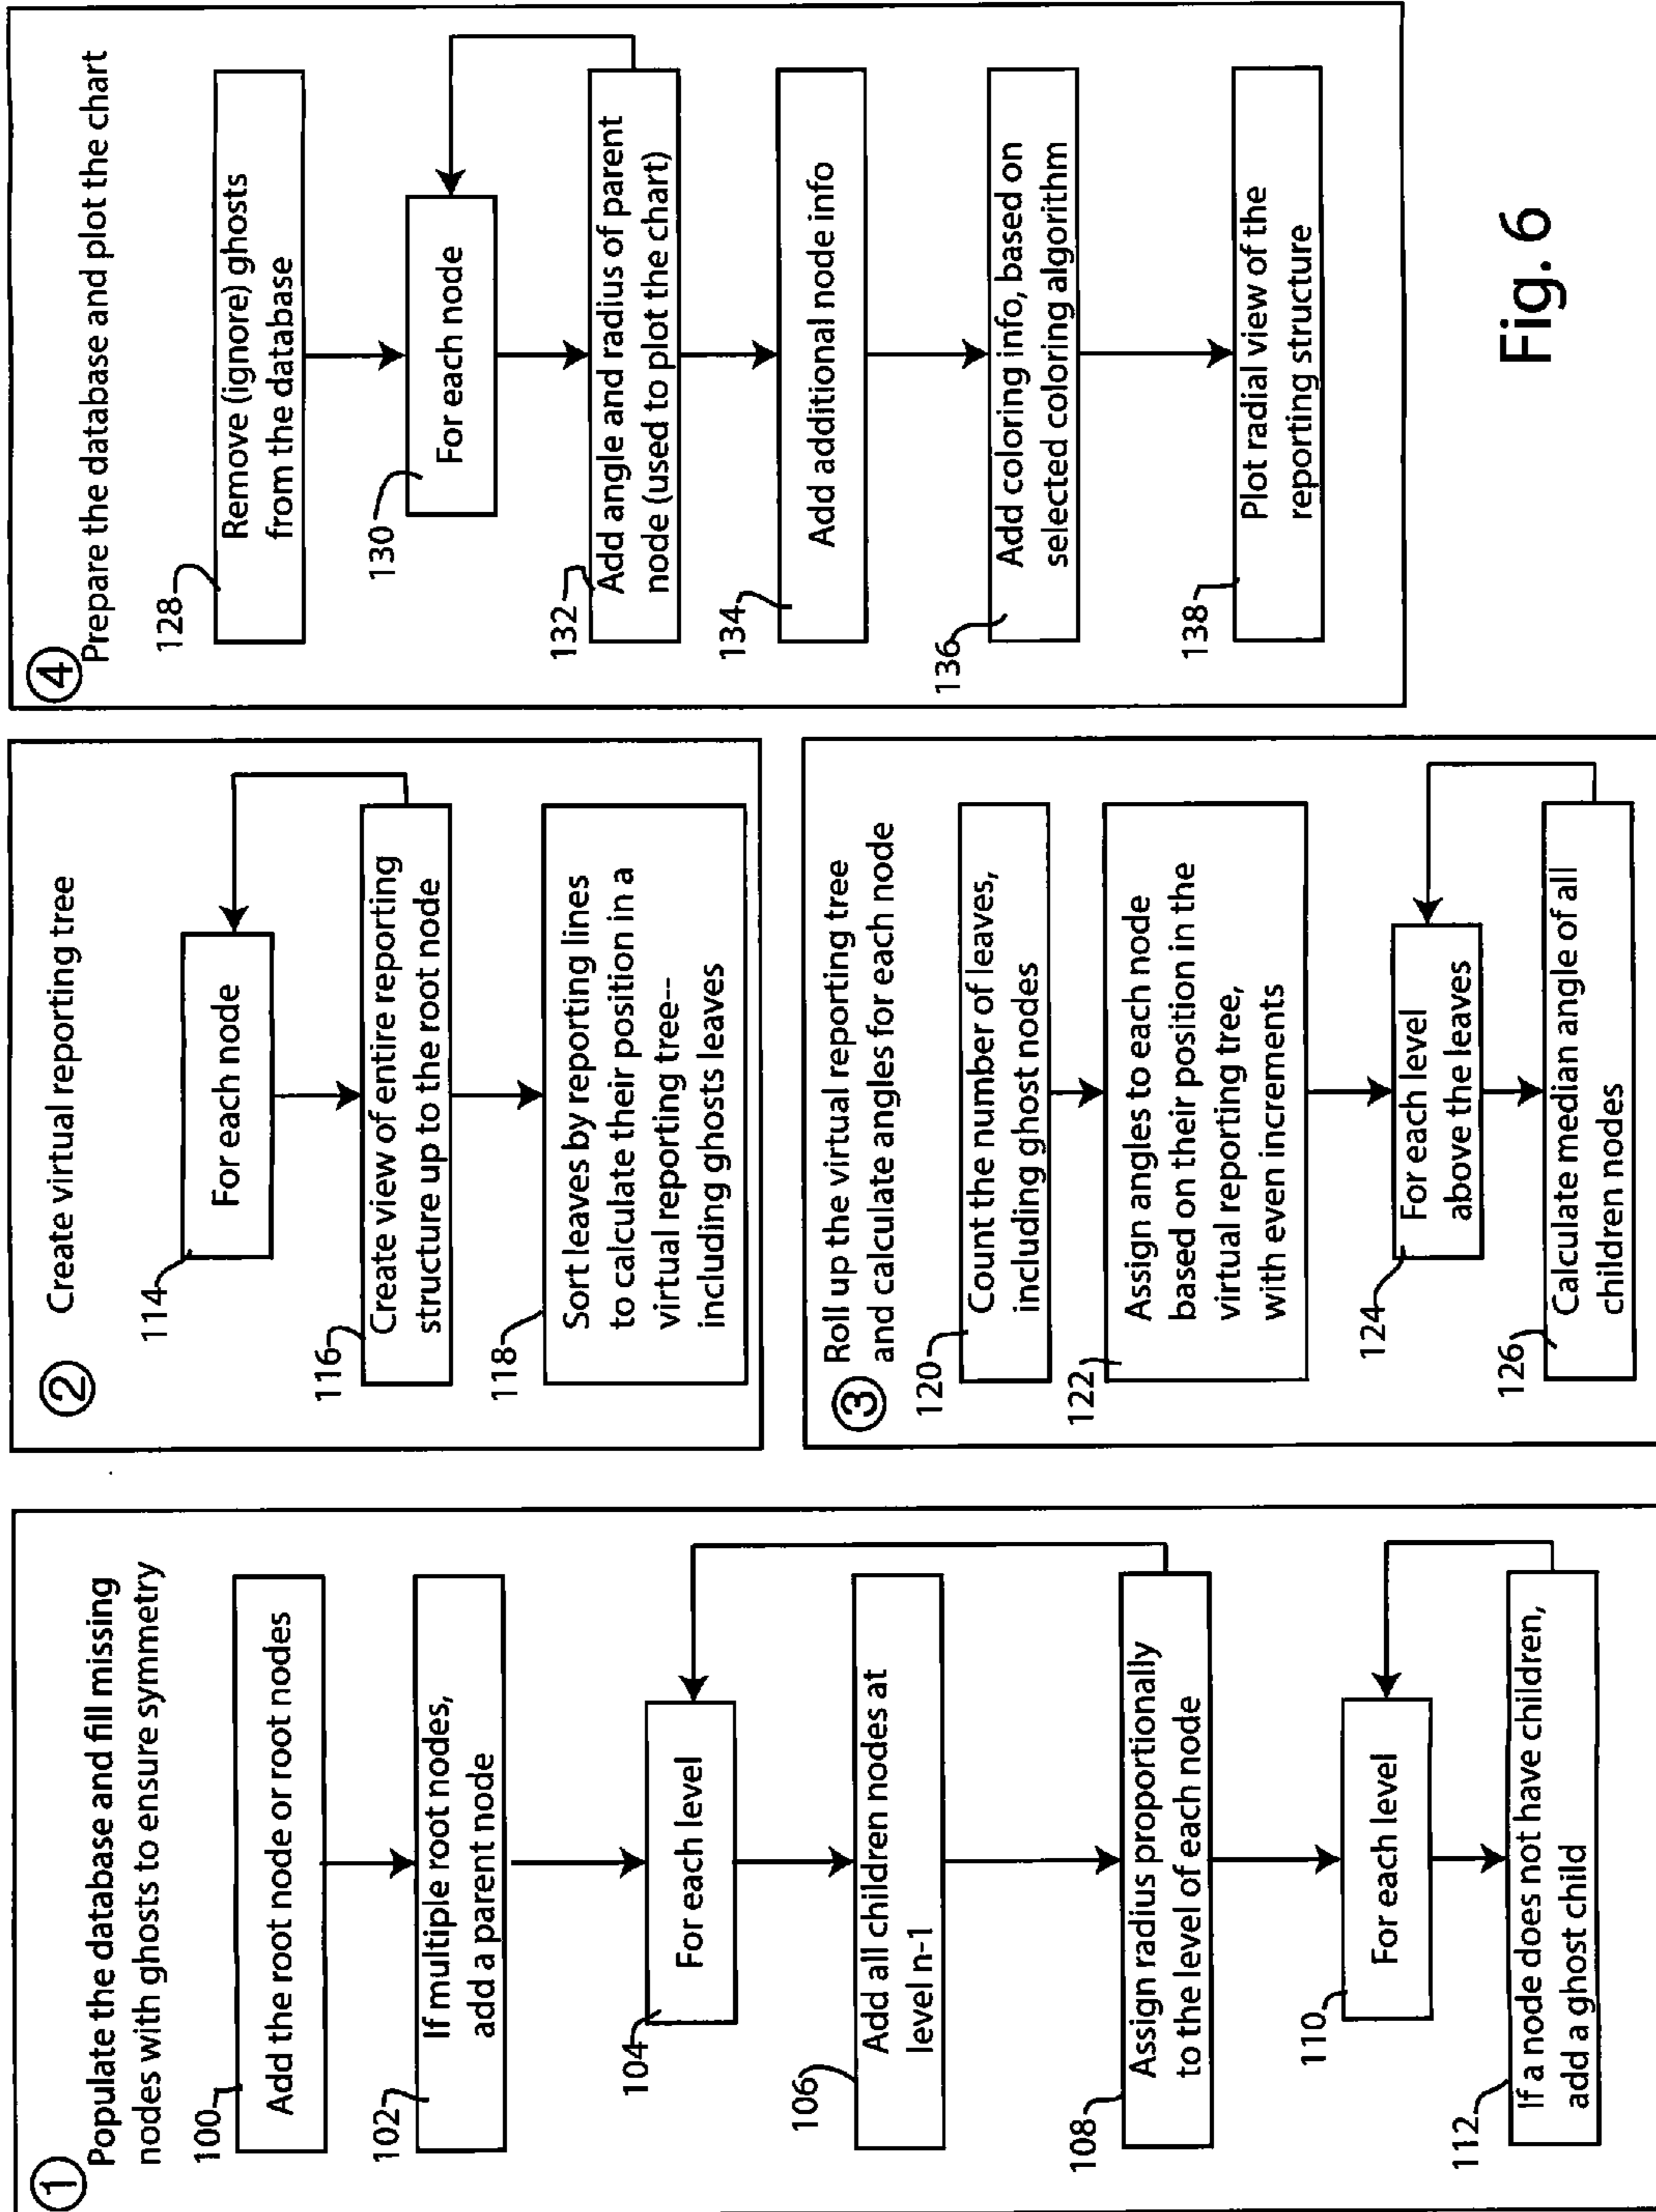 ①
Populate the database and fill missing
nodes with ghosts to ensure symmetry
100
Add the root node or root nodes
102
If multiple root nodes,
add a parent node
104
For each level
106
Add all children nodes at
level n-1
108
Assign radius proportionally
to the level of each node
110
For each level
112
If a node does not have children,
add a ghost child
②
Create virtual reporting tree
114
For each node
116
Create view of entire reporting
structure up to the root node
118
Sort leaves by reporting lines
to calculate their position in a
virtual reporting tree--
including ghosts leaves
③
Roll up the virtual reporting tree
and calculate angles for each node
120
Count the number of leaves,
including ghost nodes
122
Assign angles to each node
based on their position in the
virtual reporting tree,
with even increments
124
For each level
above the leaves
126
Calculate median angle of all
children nodes
④
Prepare the database and plot the chart
128
Remove (ignore) ghosts
from the database
130
For each node
132
Add angle and radius of parent
node (used to plot the chart)
134
Add additional node info
136
Add coloring info, based on
selected coloring algorithm
138
Plot radial view of the
reporting structure
Fig. 6